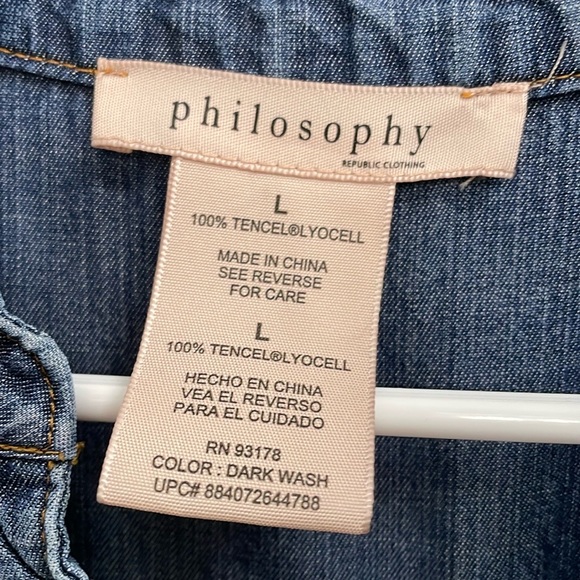 philosophy
REPUBLIC CLOTHING
L
100% TENCEL®LYOCELL
MADE IN CHINA
SEE REVERSE
FOR CARE
L
100% TENCEL®LYOCELL
HECHO EN CHINA
VEA EL REVERSO
PARA EL CUIDADO
RN 93178
COLOR : DARK WASH
UPC# 884072644788